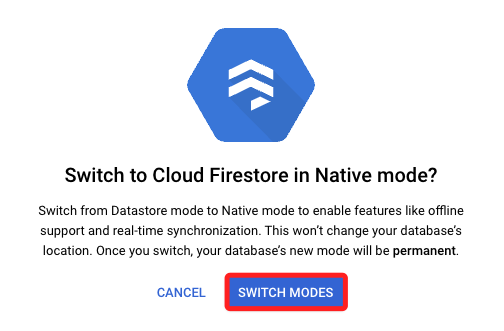 Switch to Cloud Firestore in Native mode?
Switch from Datastore mode to Native mode to enable features like offline
support and real-time synchronization. This won't change your database's
location. Once you switch, your database's new mode will be permanent.
CANCEL SWITCH MODES